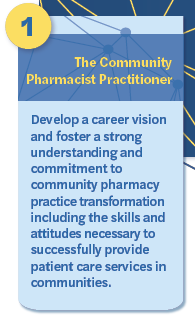 1
The Community
Pharmacist Practitioner
Develop a career vision
and foster a strong
understanding and
commitment to
community pharmacy
practice transformation
including the skills and
attitudes necessary to
successfully provide
patient care services in
communities.